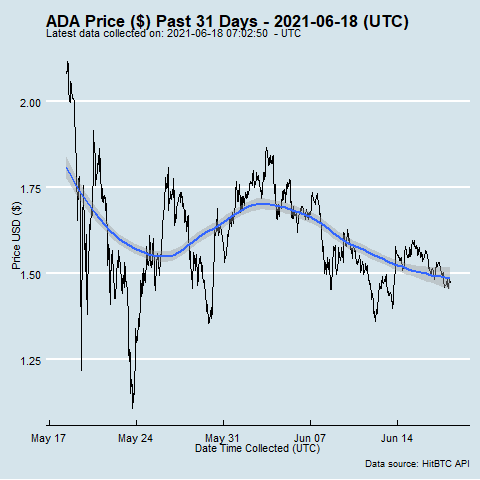 ADA Price ($) Past 31 Days - 2021-06-18 (UTC)
Latest data collected on: 2021-06-18 07:02:50  - UTC
Price USD ($)
2.00
1.75
1.50
1.25
May 17 May 24 May 31 Jun 07 Jun 14
Date Time Collected (UTC)
Data source: HitBTC API